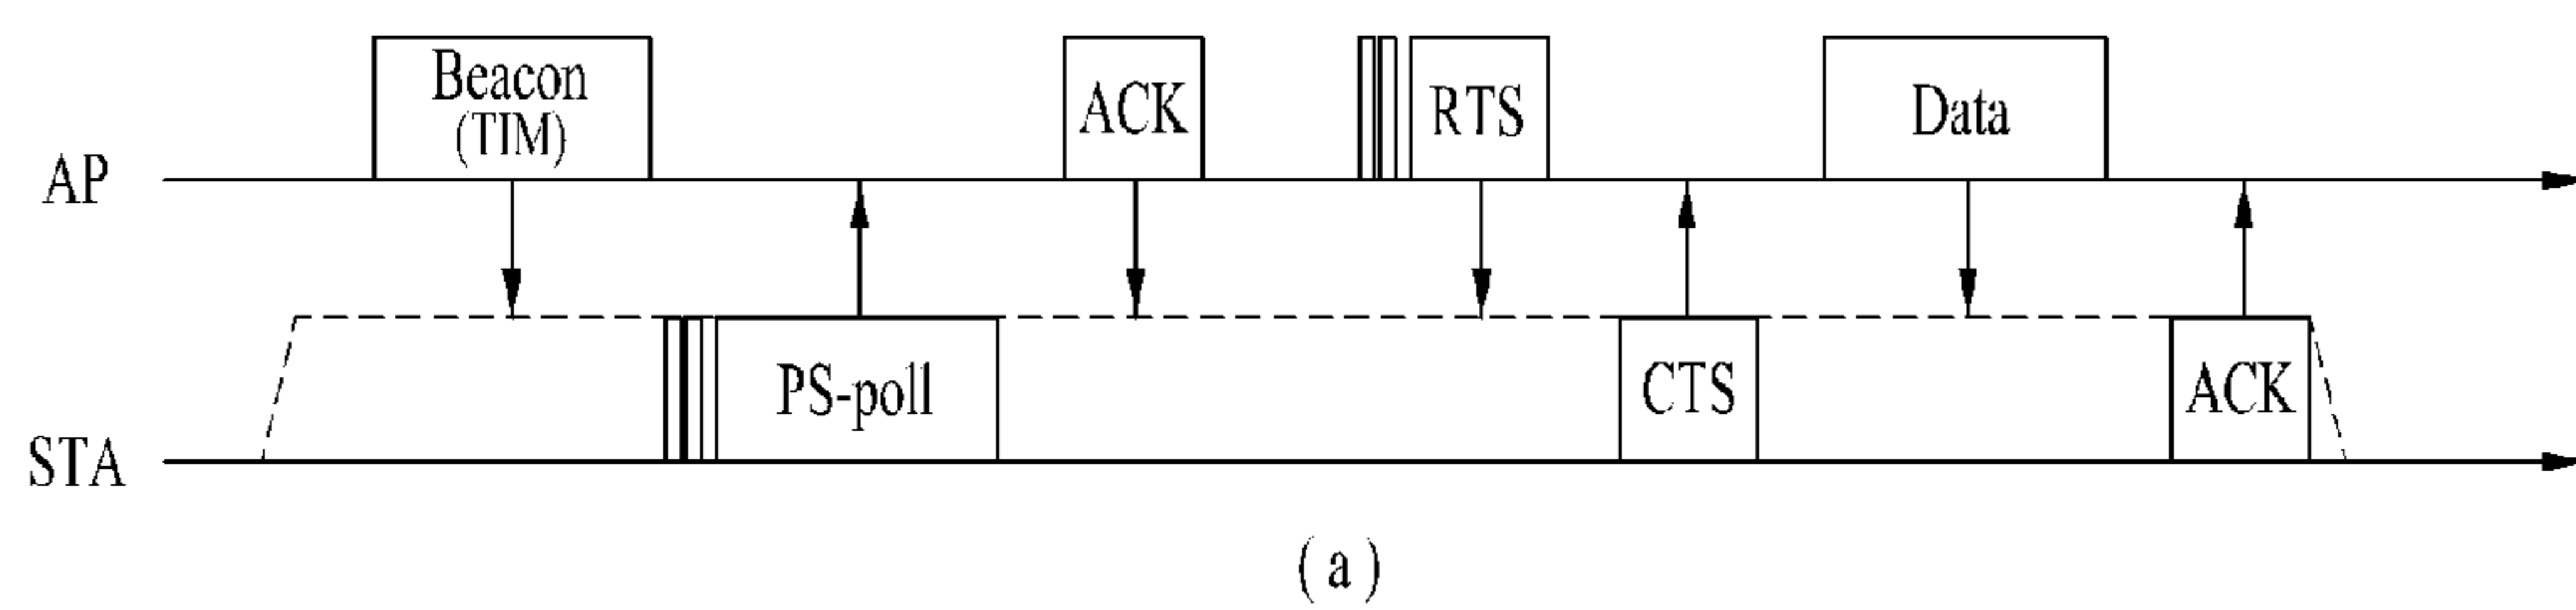 Beacon
(TIM)
ACK
RTS
Data
AP
PS-poll
CTS
ACK
STA
(a)